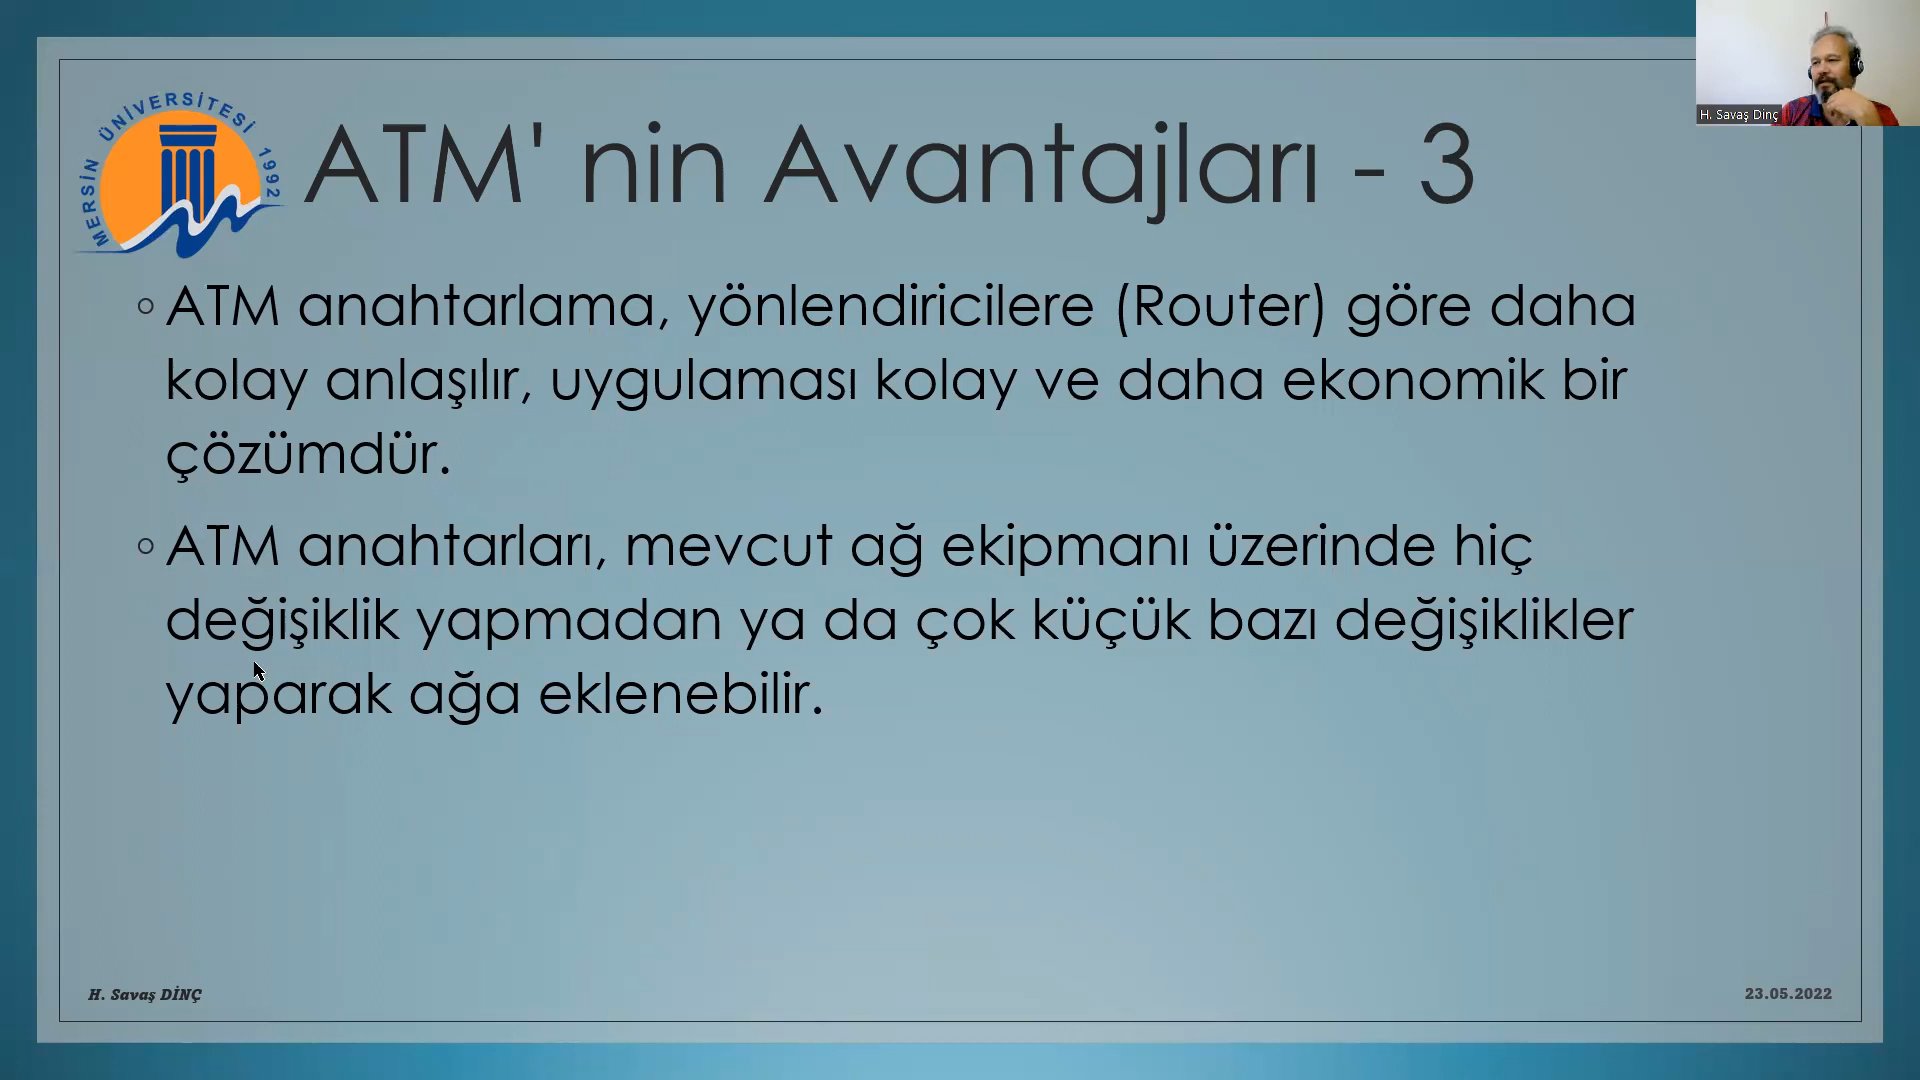 MERSİN ÜNİVERSİTESİ 1992
ATM' nin Avantajları - 3
H. Savaş Dinç
◦ ATM anahtarlama, yönlendiricilere (Router) göre daha
kolay anlaşılır, uygulaması kolay ve daha ekonomik bir
çözümdür.
◦ ATM anahtarları, mevcut ağ ekipmanı üzerinde hiç
değişiklik yapmadan ya da çok küçük bazı değişiklikler
yaparak ağa eklenebilir.
H. Savaş DİNÇ
23.05.2022